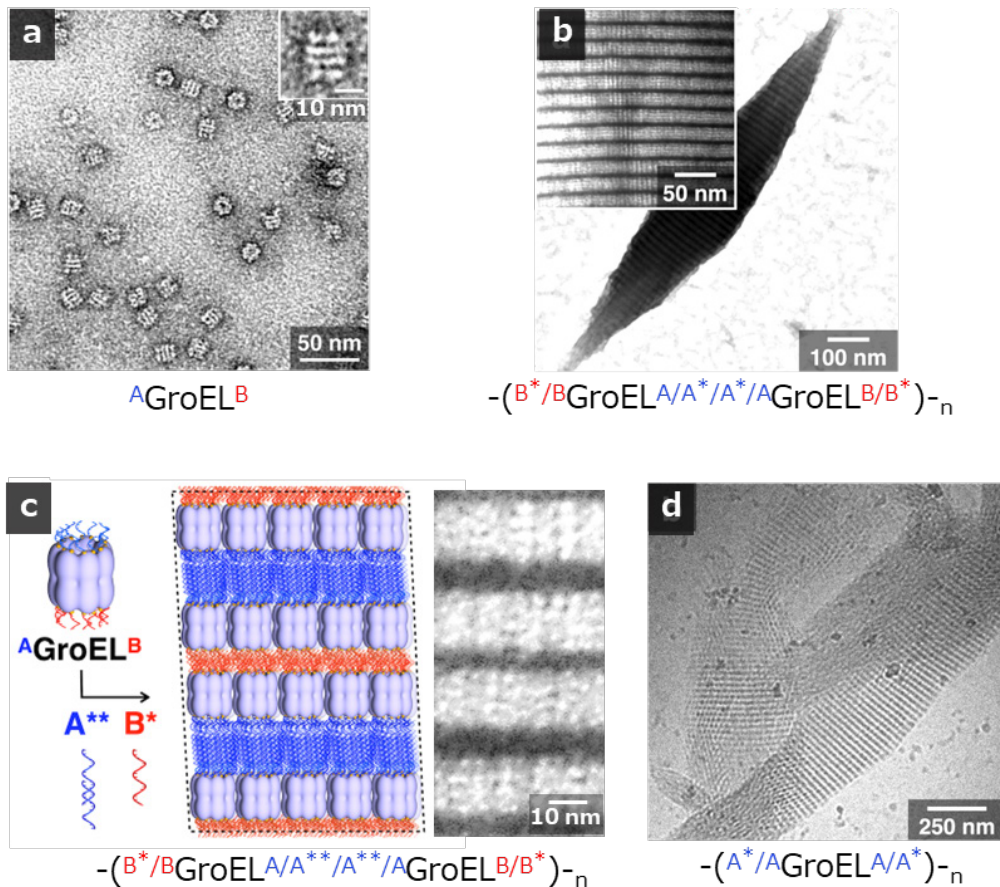 a
10 nm
50 nm
ᴬGroELᴮ
b
50 nm
100 nm
-(B*/BGroELA/A*/A*/AGroELB/B*)-n
c
AGroELB
A** B*
10 nm
-(B*/BGroELA/A**/A**/AGroELB/B*)-n
d
250 nm
-(A*/AGroELA/A*)-n